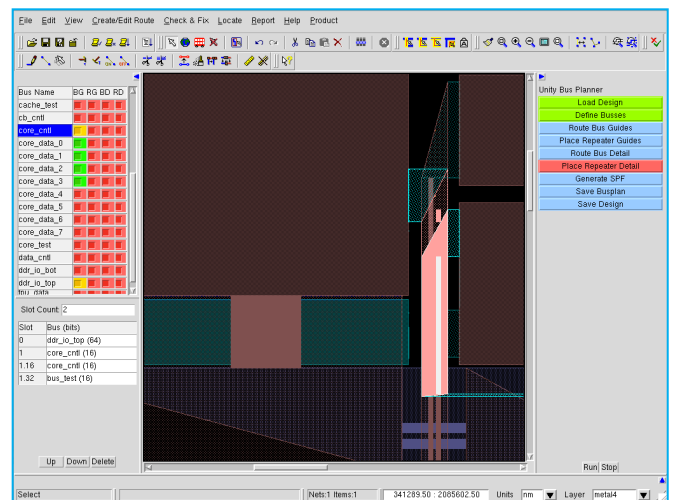 File Edit View Create/Edit Route Check & Fix Locate Report Help Product
Bus Name BG RG BD RD
cache_test
cb_cntl
core_cntl
core_data_0
core_data_1
core_data_2
core_data_3
core_data_4
core_data_5
core_data_6
core_data_7
core_test
data_cntl
ddr_io_bot
ddr_io_top
Slot Count: 2
Slot Bus (bits)
0 ddr_io_top (64)
1 core_cntl (16)
1.16 core_cntl (16)
1.32 bus_test (16)
Up Down Delete
Unity Bus Planner
Load Design
Define Busses
Route Bus Guides
Place Repeater Guides
Route Bus Detail
Place Repeater Detail
Generate SPF
Save Busplan
Save Design
Run Stop
Select Nets:1 Items:1 341289.50 : 2085602.50 Units nm Layer metal4